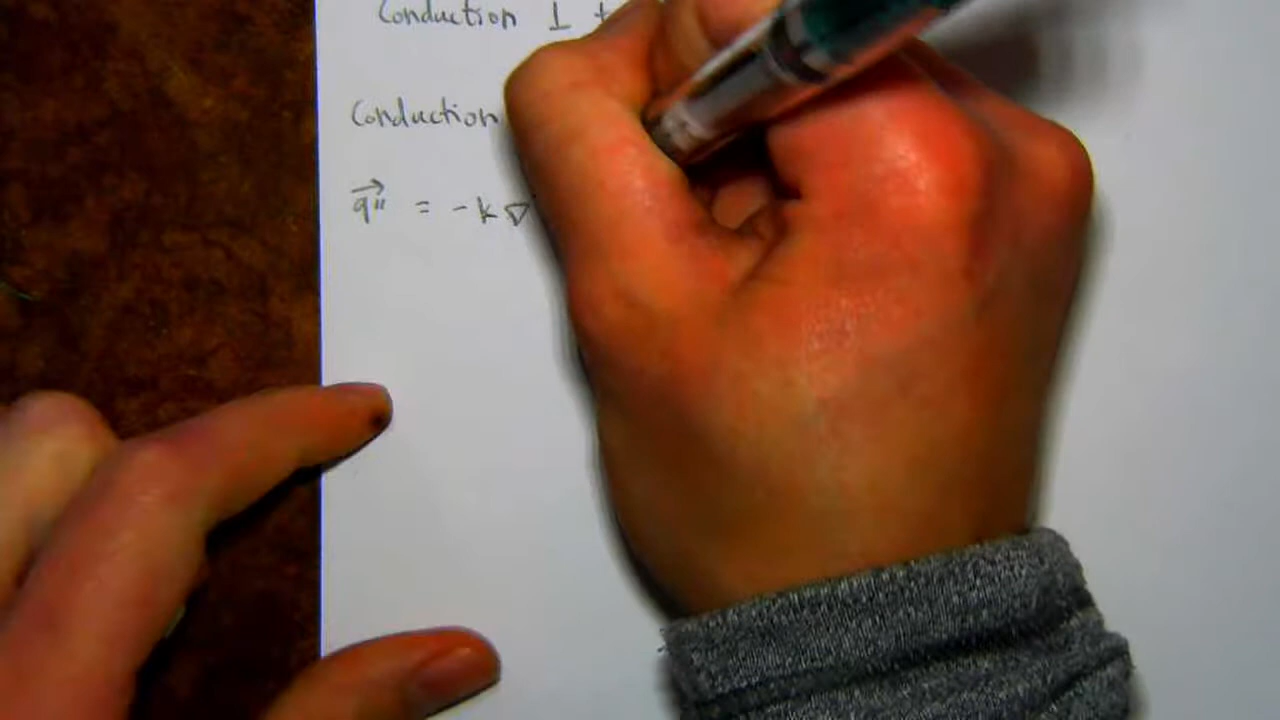 Conduction ⊥
Conduction
q⃗" = -k∇